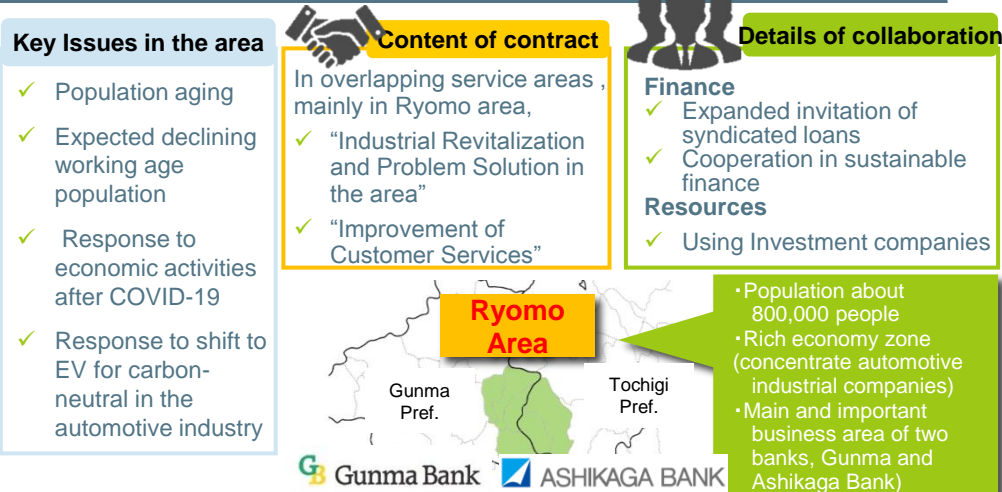 Key Issues in the area
✓ Population aging
✓ Expected declining
working age
population
✓ Response to
economic activities
after COVID-19
✓ Response to shift to
EV for carbon-
neutral in the
automotive industry
Content of contract
In overlapping service areas ,
mainly in Ryomo area,
✓ “Industrial Revitalization
and Problem Solution in
the area”
✓ “Improvement of
Customer Services”
Details of collaboration
Finance
✓ Expanded invitation of
syndicated loans
✓ Cooperation in sustainable
finance
Resources
✓ Using Investment companies
Ryomo
Area
Gunma
Pref.
Tochigi
Pref.
・Population about
800,000 people
・Rich economy zone
(concentrate automotive
industrial companies)
・Main and important
business area of two
banks, Gunma and
Ashikaga Bank)
GB Gunma Bank
ASHIKAGA BANK